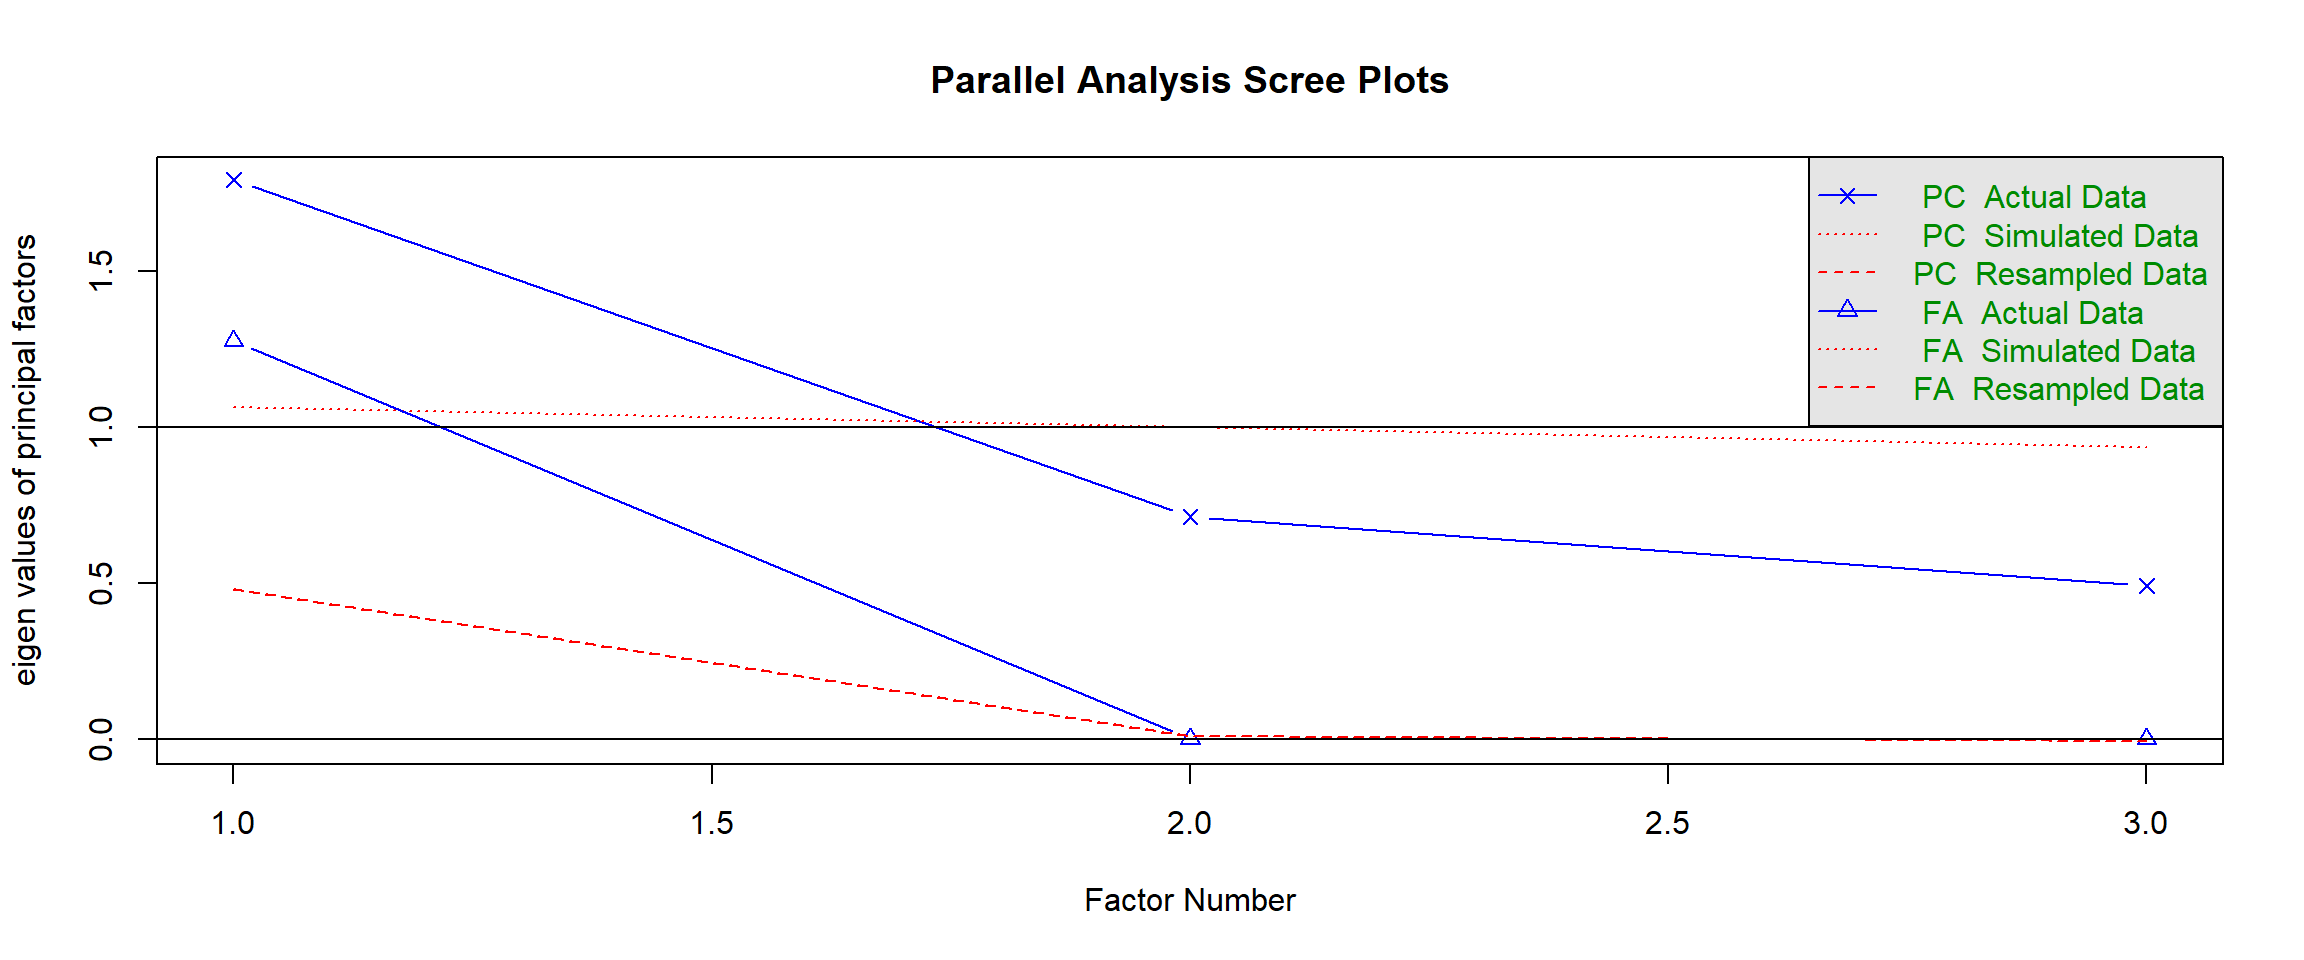 Parallel Analysis Scree Plots
PC Actual Data
PC Simulated Data
PC Resampled Data
FA Actual Data
FA Simulated Data
FA Resampled Data
eigen values of principal factors
1.5
1.0
0.5
0.0
1.0 1.5 2.0 2.5 3.0
Factor Number